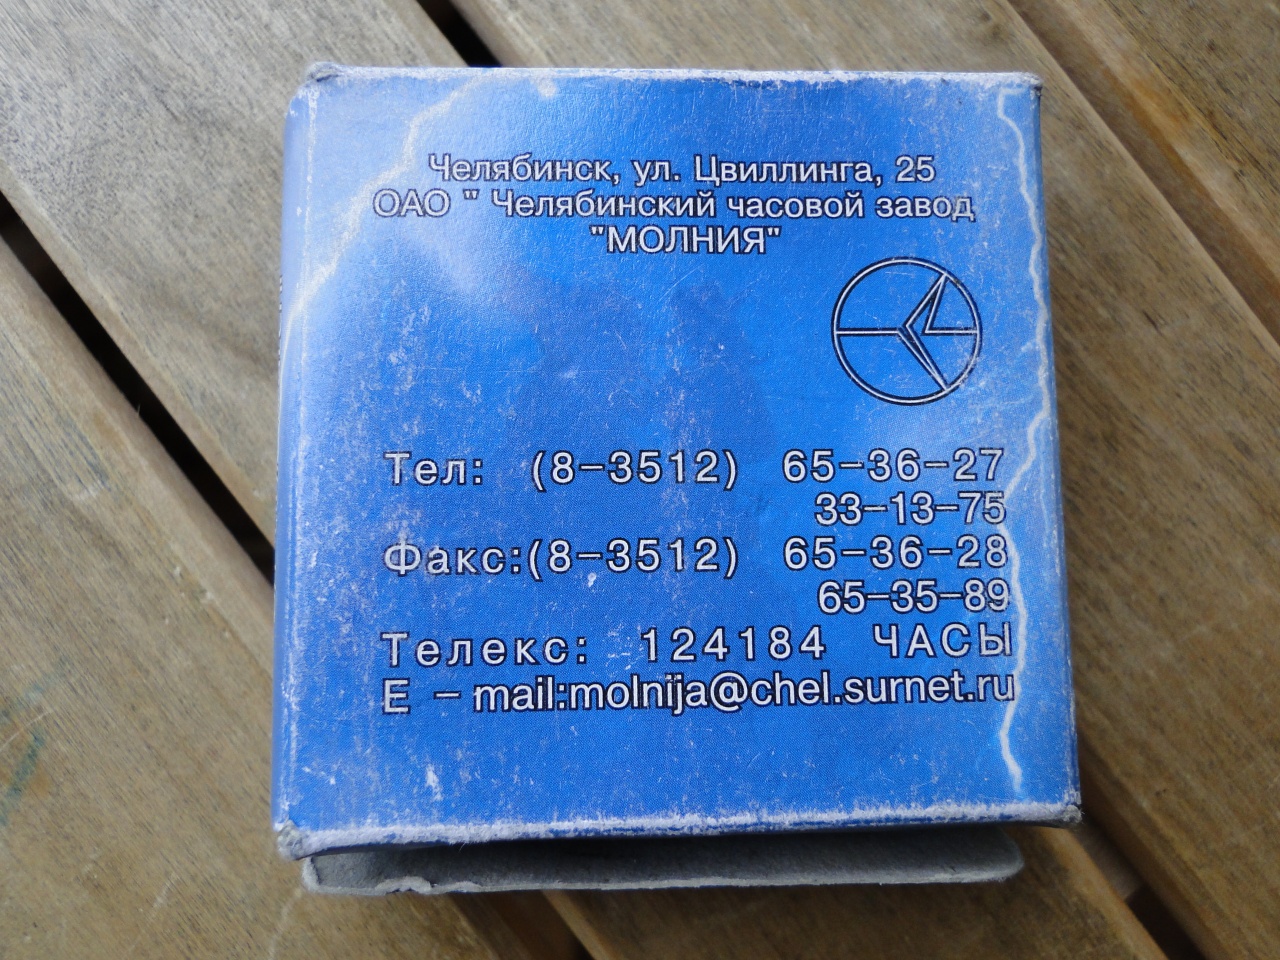 Челябинск, ул. Цвиллинга, 25
ОАО " Челябинский часовой завод
"МОЛНИЯ"
Тел: (8-3512) 65-36-27
33-13-75
Факс:(8-3512) 65-36-28
65-35-89
Телекс: 124184 ЧАСЫ
E - mail:molnija@chel.surnet.ru